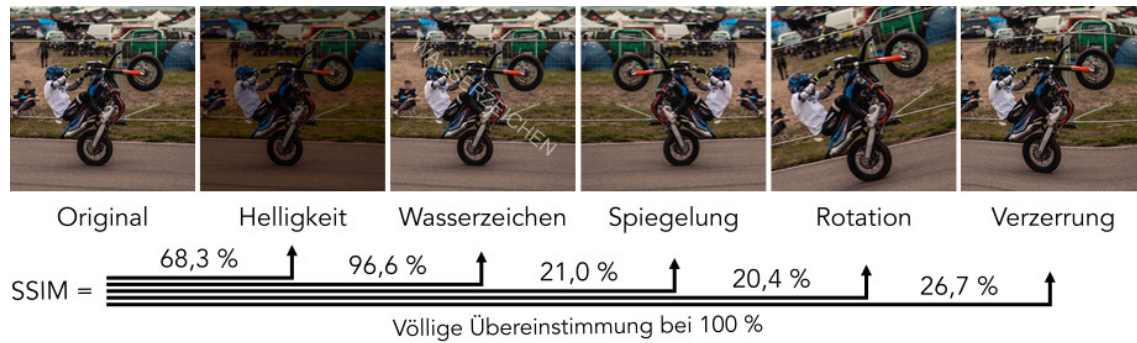 WASSERZEICHEN
Original
Helligkeit
Wasserzeichen
Spiegelung
Rotation
Verzerrung
68,3 %
96,6 %
21,0 %
20,4 %
26,7 %
SSIM =
Völlige Übereinstimmung bei 100 %